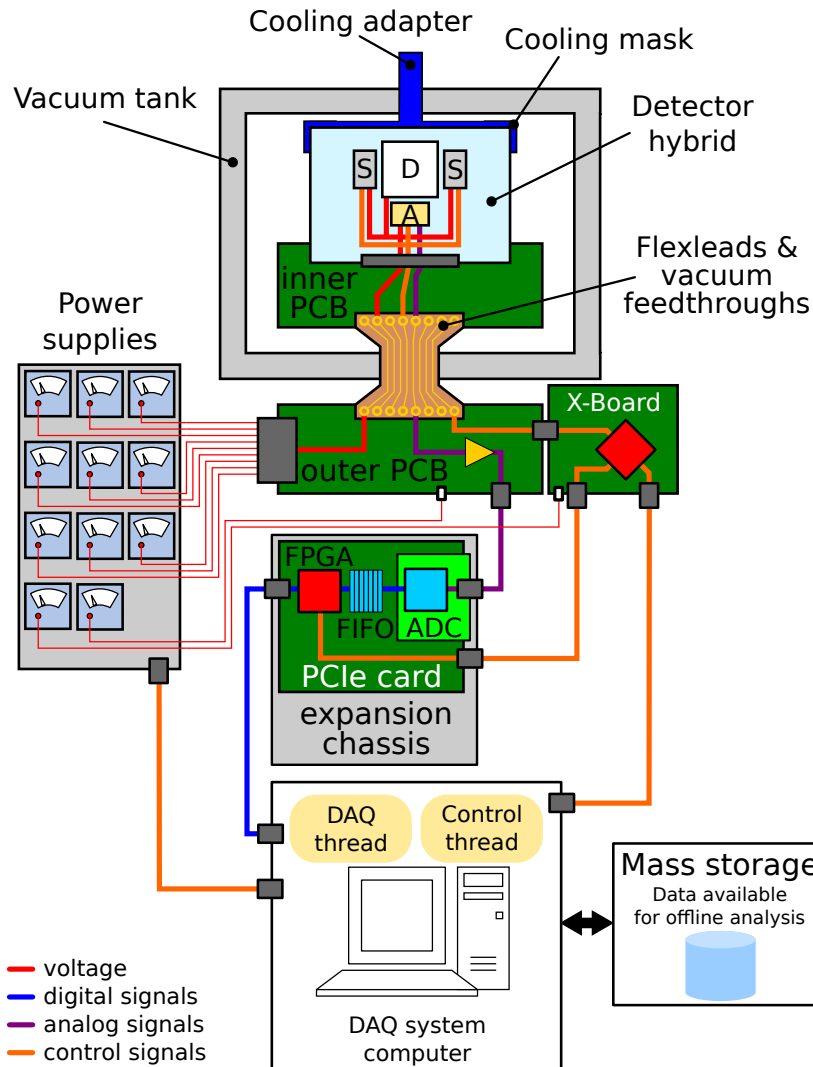 Cooling adapter
Cooling mask
Vacuum tank
Detector
hybrid
S
D
S
A
inner
PCB
Flexleads &
vacuum
feedthroughs
Power
supplies
X-Board
outer PCB
FPGA
FIFO
ADC
PCIe card
expansion
chassis
DAQ
thread
Control
thread
Mass storage
Data available
for offline analysis
voltage
digital signals
analog signals
control signals
DAQ system
computer